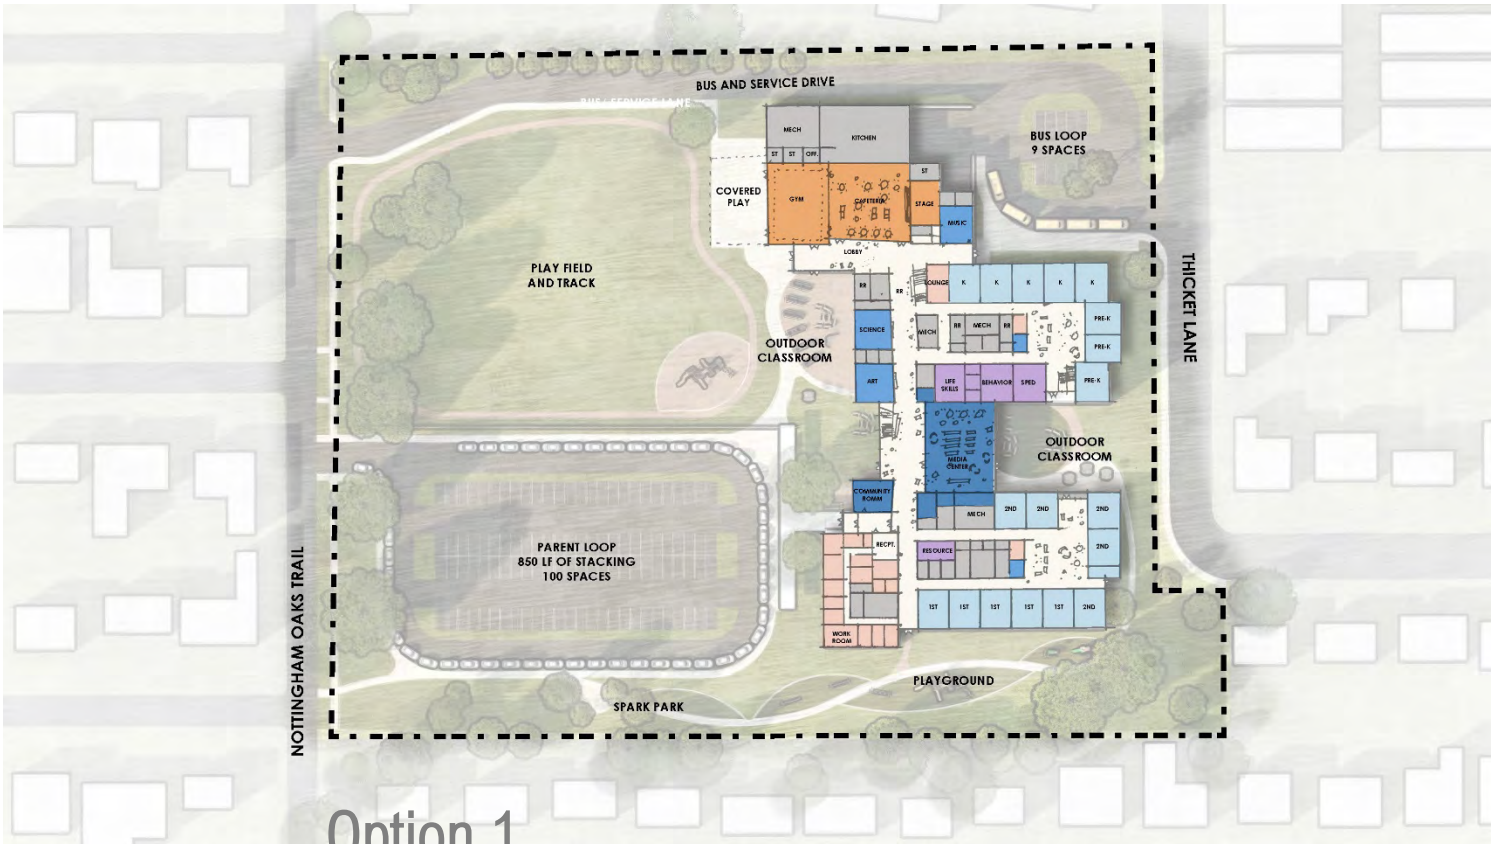 BUS AND SERVICE DRIVE
BUS / SERVICE LANE
MECH
KITCHEN
ST
ST
OFF.
BUS LOOP
9 SPACES
COVERED
PLAY
GYM
CAFETERIA
ST
STAGE
MUSIC
LOBBY
PLAY FIELD
AND TRACK
RR
RR
LOUNGE
K
K
K
K
K
THICKET LANE
SCIENCE
MECH
RR
MECH
RR
PRE-K
PRE-K
PRE-K
OUTDOOR
CLASSROOM
ART
LIFE
SKILLS
BEHAVIOR
SPED
MEDIA
CENTER
OUTDOOR
CLASSROOM
COMMUNITY
ROMM
MECH
2ND
2ND
2ND
2ND
RECPT.
RESOURCE
PARENT LOOP
850 LF OF STACKING
100 SPACES
1ST
1ST
1ST
1ST
1ST
2ND
WORK
ROOM
NOTTINGHAM OAKS TRAIL
PLAYGROUND
SPARK PARK
Option 1